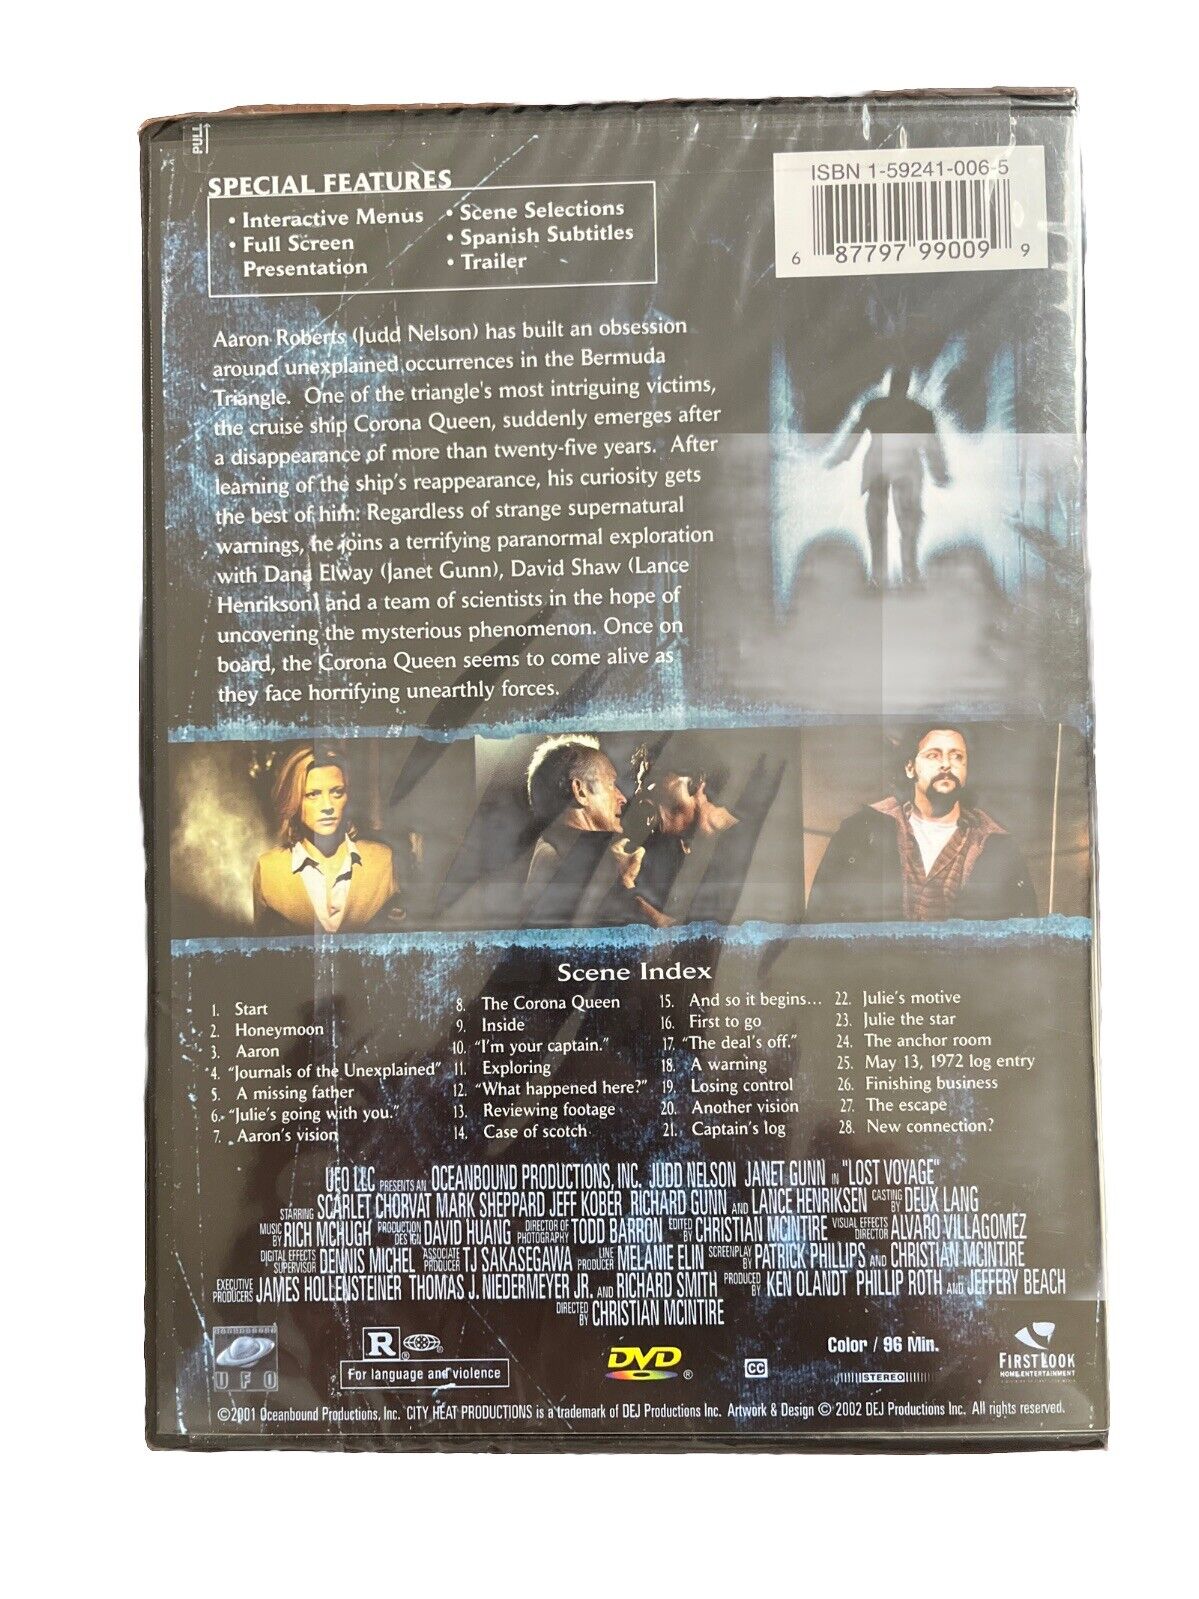 PULL
SPECIAL FEATURES
• Interactive Menus
• Full Screen
Presentation
• Scene Selections
• Spanish Subtitles
• Trailer
ISBN 1-59241-006-5
6 87797 99009 9
Aaron Roberts (Judd Nelson) has built an obsession
around unexplained occurrences in the Bermuda
Triangle. One of the triangle's most intriguing victims,
the cruise ship Corona Queen, suddenly emerges after
a disappearance of more than twenty-five years. After
learning of the ship's reappearance, his curiosity gets
the best of him: Regardless of strange supernatural
warnings, he joins a terrifying paranormal exploration
with Dana Elway (Janet Gunn), David Shaw (Lance
Henrikson) and a team of scientists in the hope of
uncovering the mysterious phenomenon. Once on
board, the Corona Queen seems to come alive as
they face horrifying unearthly forces.
Scene Index
1. Start
2. Honeymoon
3. Aaron
4. "Journals of the Unexplained"
5. A missing father
6. "Julie's going with you."
7. Aaron's vision
8. The Corona Queen
9. Inside
10. "I'm your captain."
11. Exploring
12. "What happened here?"
13. Reviewing footage
14. Case of scotch
15. And so it begins...
16. First to go
17. "The deal's off."
18. A warning
19. Losing control
20. Another vision
21. Captain's log
22. Julie's motive
23. Julie the star
24. The anchor room
25. May 13, 1972 log entry
26. Finishing business
27. The escape
28. New connection?
UFO LLC PRESENTS AN OCEANBOUND PRODUCTIONS, INC. JUDD NELSON JANET GUNN IN "LOST VOYAGE"
STARRING SCARLET CHORVAT MARK SHEPPARD JEFF KOBER RICHARD GUNN AND LANCE HENRIKSEN CASTING BY DEUX LANG
MUSIC BY RICH MCHUGH PRODUCTION DESIGN DAVID HUANG DIRECTOR OF PHOTOGRAPHY TODD BARRON EDITED BY CHRISTIAN MCINTIRE VISUAL EFFECTS DIRECTOR ALVARO VILLAGOMEZ
DIGITAL EFFECTS SUPERVISOR DENNIS MICHEL ASSOCIATE PRODUCER TJ SAKASEGAWA LINE PRODUCER MELANIE ELIN SCREENPLAY BY PATRICK PHILLIPS AND CHRISTIAN MCINTIRE
EXECUTIVE PRODUCERS JAMES HOLLENSTEINER THOMAS J. NIEDERMEYER JR. AND RICHARD SMITH PRODUCED BY KEN OLANDT PHILLIP ROTH AND JEFFERY BEACH
DIRECTED BY CHRISTIAN MCINTIRE
UFO
R ®
For language and violence
DVD ®
CC
Color / 96 Min.
STEREO
FIRST LOOK
HOME ENTERTAINMENT
©2001 Oceanbound Productions, Inc. CITY HEAT PRODUCTIONS is a trademark of DEJ Productions Inc. Artwork & Design © 2002 DEJ Productions Inc. All rights reserved.